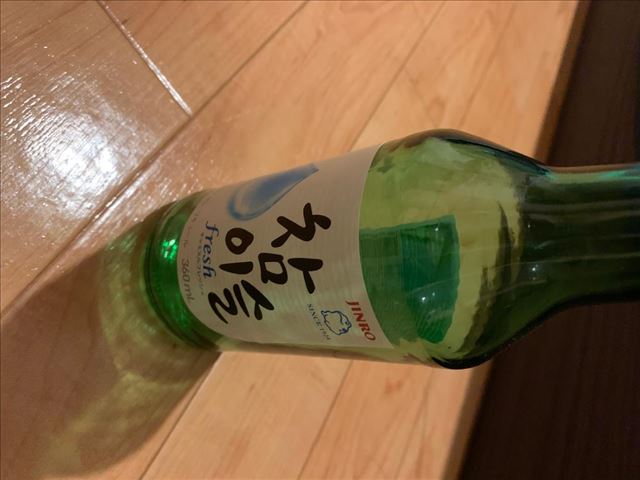 JINRO
SINCE 1924
참이슬
fresh
360mL